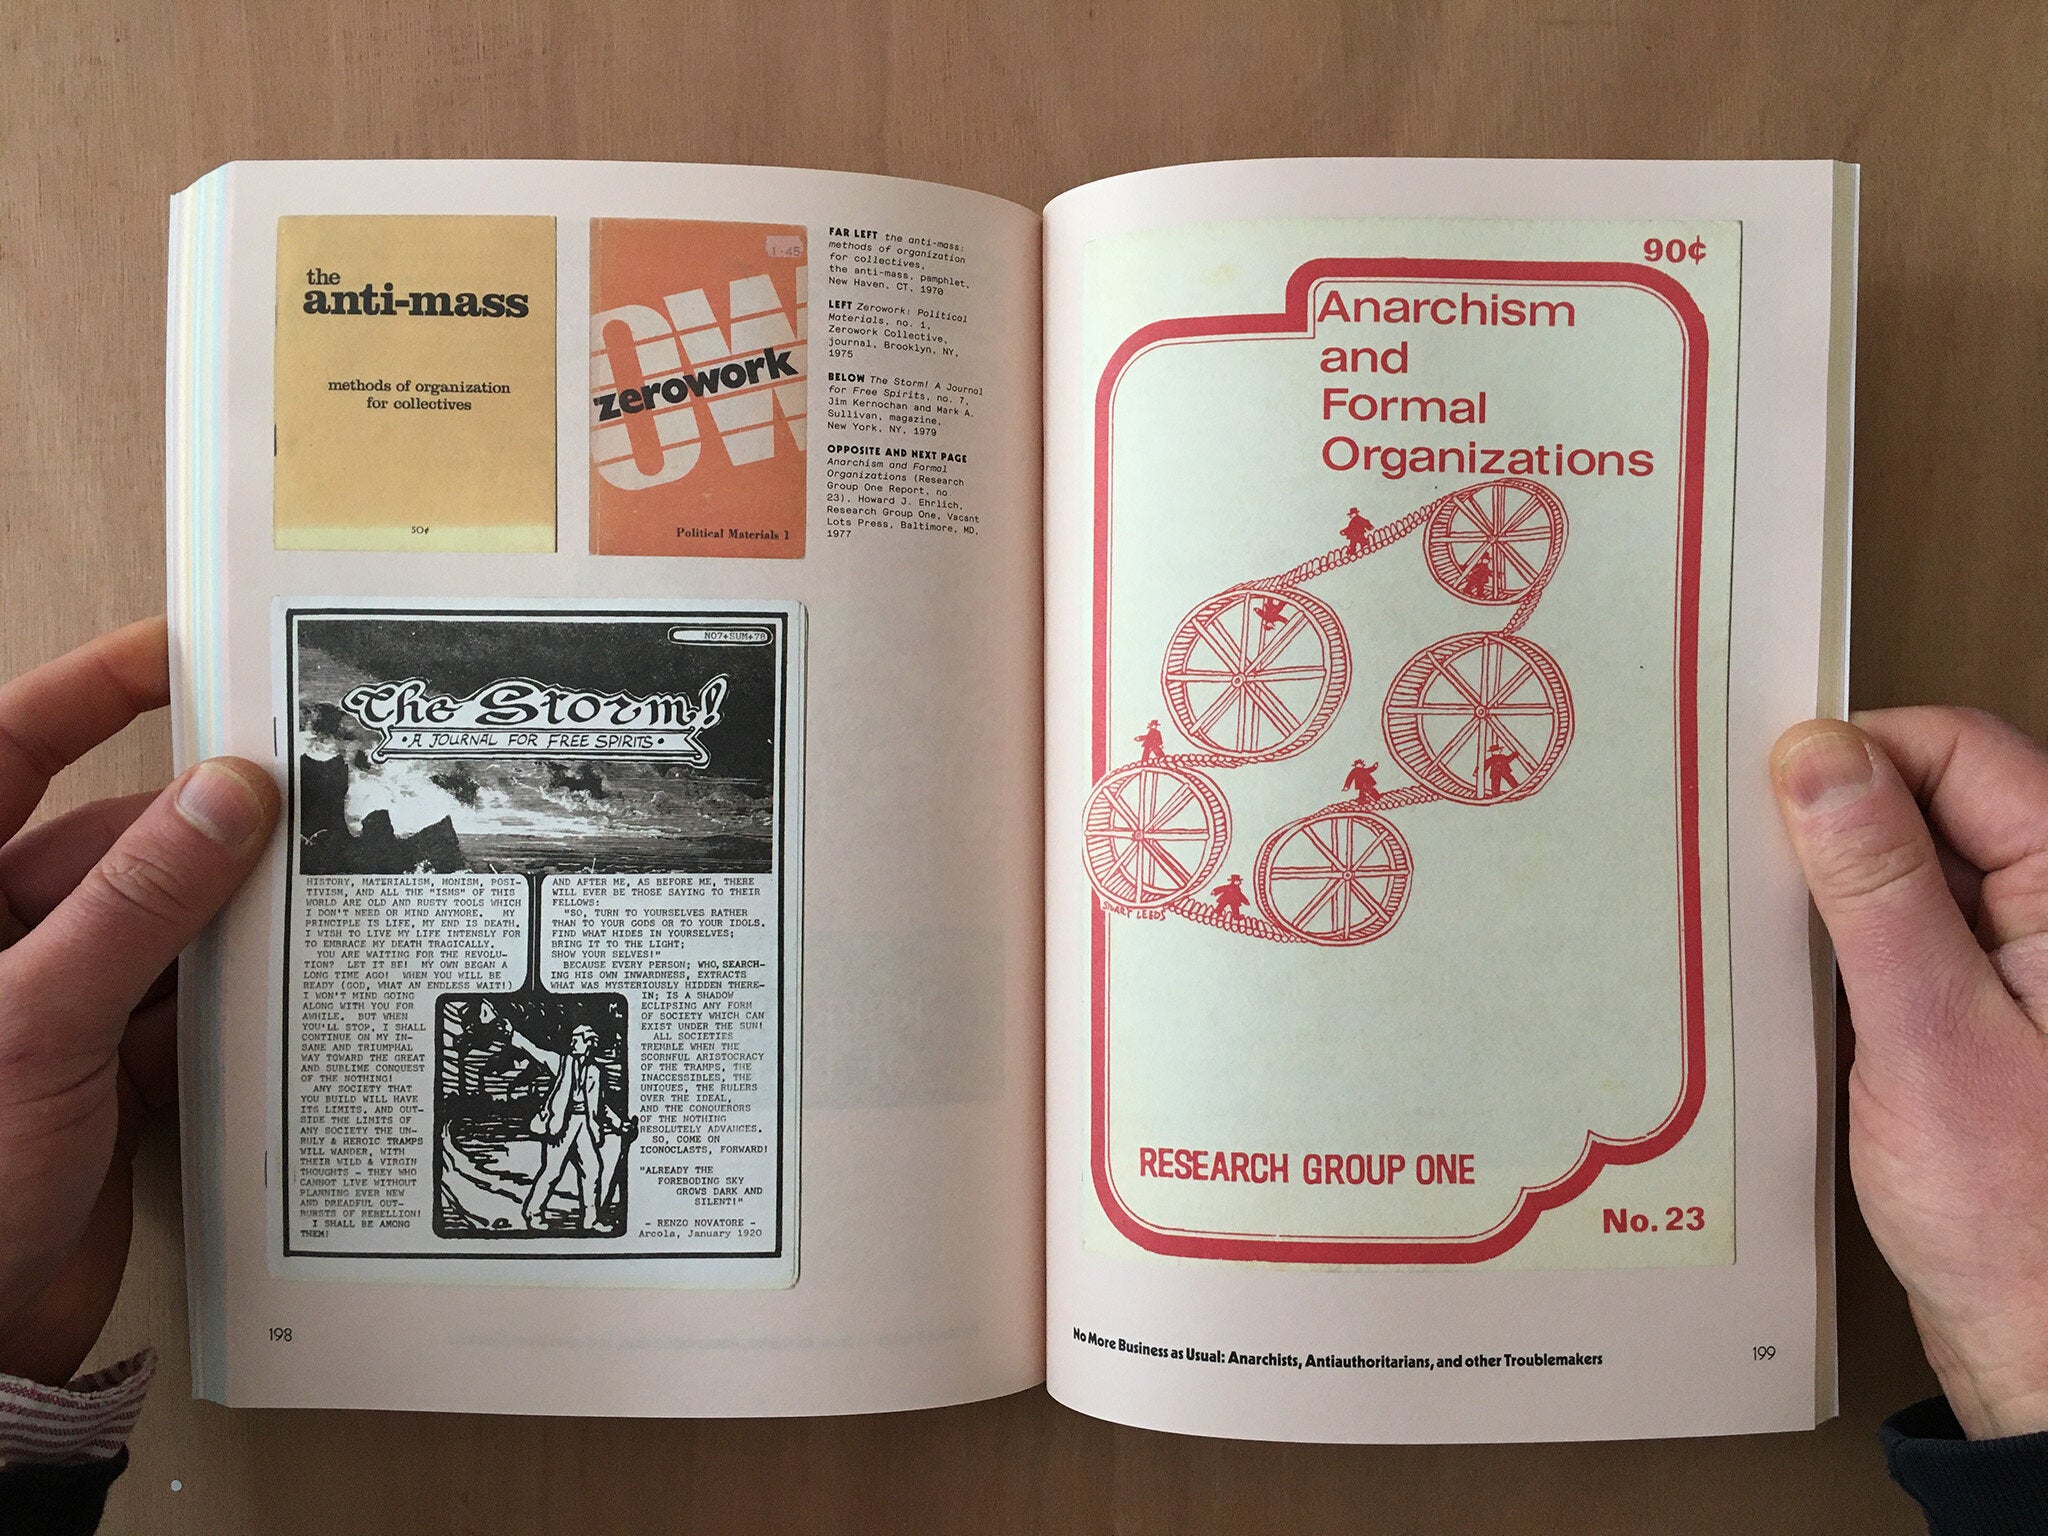 the
anti-mass
methods of organization
for collectives
50¢
1·45
OW
zerowork
OW
Political Materials 1
FAR LEFT the anti-mass:
methods of organization
for collectives,
the anti-mass, pamphlet,
New Haven, CT, 1970
LEFT Zerowork: Political
Materials, no. 1,
Zerowork Collective,
journal, Brooklyn, NY,
1975
BELOW The Storm! A Journal
for Free Spirits, no. 7,
Jim Kernochan and Mark A.
Sullivan, magazine,
New York, NY, 1979
OPPOSITE AND NEXT PAGE
Anarchism and Formal
Organizations (Research
Group One Report, no.
23), Howard J. Ehrlich,
Research Group One, Vacant
Lots Press, Baltimore, MD,
1977
NO7+SUM+78
The Storm!
• A JOURNAL FOR FREE SPIRITS •
HISTORY, MATERIALISM, MONISM, POSI-
TIVISM, AND ALL THE "ISMS" OF THIS
WORLD ARE OLD AND RUSTY TOOLS WHICH
I DON'T NEED OR MIND ANYMORE. MY
PRINCIPLE IS LIFE, MY END IS DEATH.
I WISH TO LIVE MY LIFE INTENSLY FOR
TO EMBRACE MY DEATH TRAGICALLY.
YOU ARE WAITING FOR THE REVOLU-
TION? LET IT BE! MY OWN BEGAN A
LONG TIME AGO! WHEN YOU WILL BE
READY (GOD, WHAT AN ENDLESS WAIT!)
I WON'T MIND GOING
ALONG WITH YOU FOR
AWHILE. BUT WHEN
YOU'LL STOP, I SHALL
CONTINUE ON MY IN-
SANE AND TRIUMPHAL
WAY TOWARD THE GREAT
AND SUBLIME CONQUEST
OF THE NOTHING!
ANY SOCIETY THAT
YOU BUILD WILL HAVE
ITS LIMITS, AND OUT-
SIDE THE LIMITS OF
ANY SOCIETY THE UN-
RULY & HEROIC TRAMPS
WILL WANDER, WITH
THEIR WILD & VIRGIN
THOUGHTS - THEY WHO
CANNOT LIVE WITHOUT
PLANNING EVER NEW
AND DREADFUL OUT-
BURSTS OF REBELLION!
I SHALL BE AMONG
THEM!
AND AFTER ME, AS BEFORE ME, THERE
WILL EVER BE THOSE SAYING TO THEIR
FELLOWS:
"SO, TURN TO YOURSELVES RATHER
THAN TO YOUR GODS OR TO YOUR IDOLS.
FIND WHAT HIDES IN YOURSELVES;
BRING IT TO THE LIGHT;
SHOW YOUR SELVES!"
BECAUSE EVERY PERSON; WHO, SEARCH-
ING HIS OWN INWARDNESS, EXTRACTS
WHAT WAS MYSTERIOUSLY HIDDEN THERE-
IN; IS A SHADOW
ECLIPSING ANY FORM
OF SOCIETY WHICH CAN
EXIST UNDER THE SUN!
ALL SOCIETIES
TREMBLE WHEN THE
SCORNFUL ARISTOCRACY
OF THE TRAMPS, THE
INACCESSIBLES, THE
UNIQUES, THE RULERS
OVER THE IDEAL,
AND THE CONQUERORS
OF THE NOTHING
RESOLUTELY ADVANCES.
SO, COME ON
ICONOCLASTS, FORWARD!
"ALREADY THE
FOREBODING SKY
GROWS DARK AND
SILENT!"
- RENZO NOVATORE -
Arcola, January 1920
198
90¢
Anarchism
and
Formal
Organizations
STUART LEEDS
RESEARCH GROUP ONE
No. 23
No More Business as Usual: Anarchists, Antiauthoritarians, and other Troublemakers
199